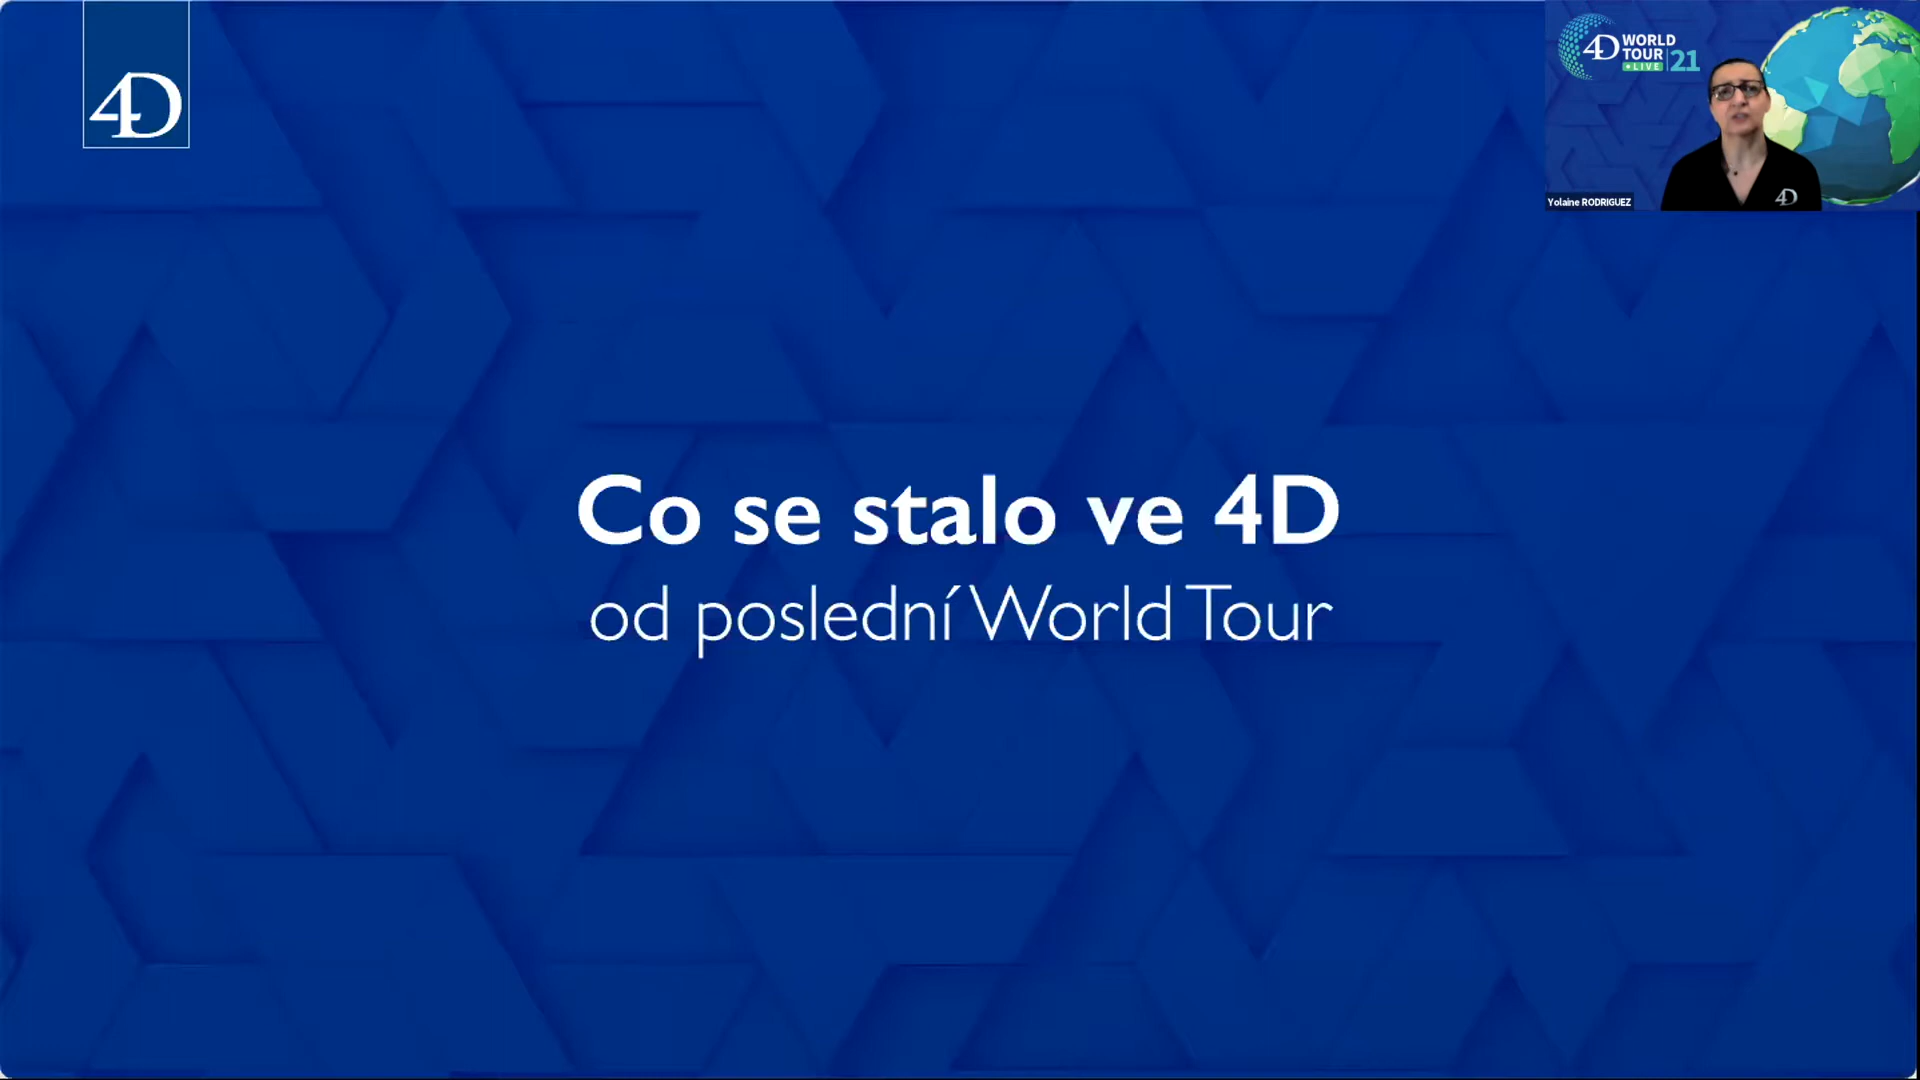 4D
4D WORLD
TOUR
LIVE 21
4D
Yolaine RODRIGUEZ
Co se stalo ve 4D
od poslední World Tour